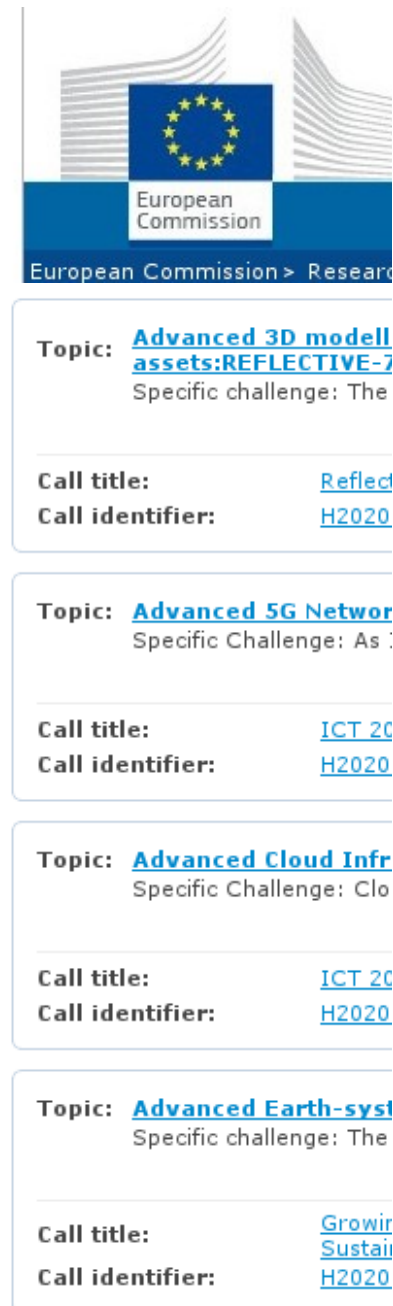 European
Commission
European Commission > Researc
Topic: Advanced 3D modell
assets:REFLECTIVE-7
Specific challenge: The
Call title: Reflect
Call identifier: H2020
Topic: Advanced 5G Networ
Specific Challenge: As
Call title: ICT 20
Call identifier: H2020
Topic: Advanced Cloud Infr
Specific Challenge: Clo
Call title: ICT 20
Call identifier: H2020
Topic: Advanced Earth-syst
Specific challenge: The
Call title: Growin
Sustain
Call identifier: H2020